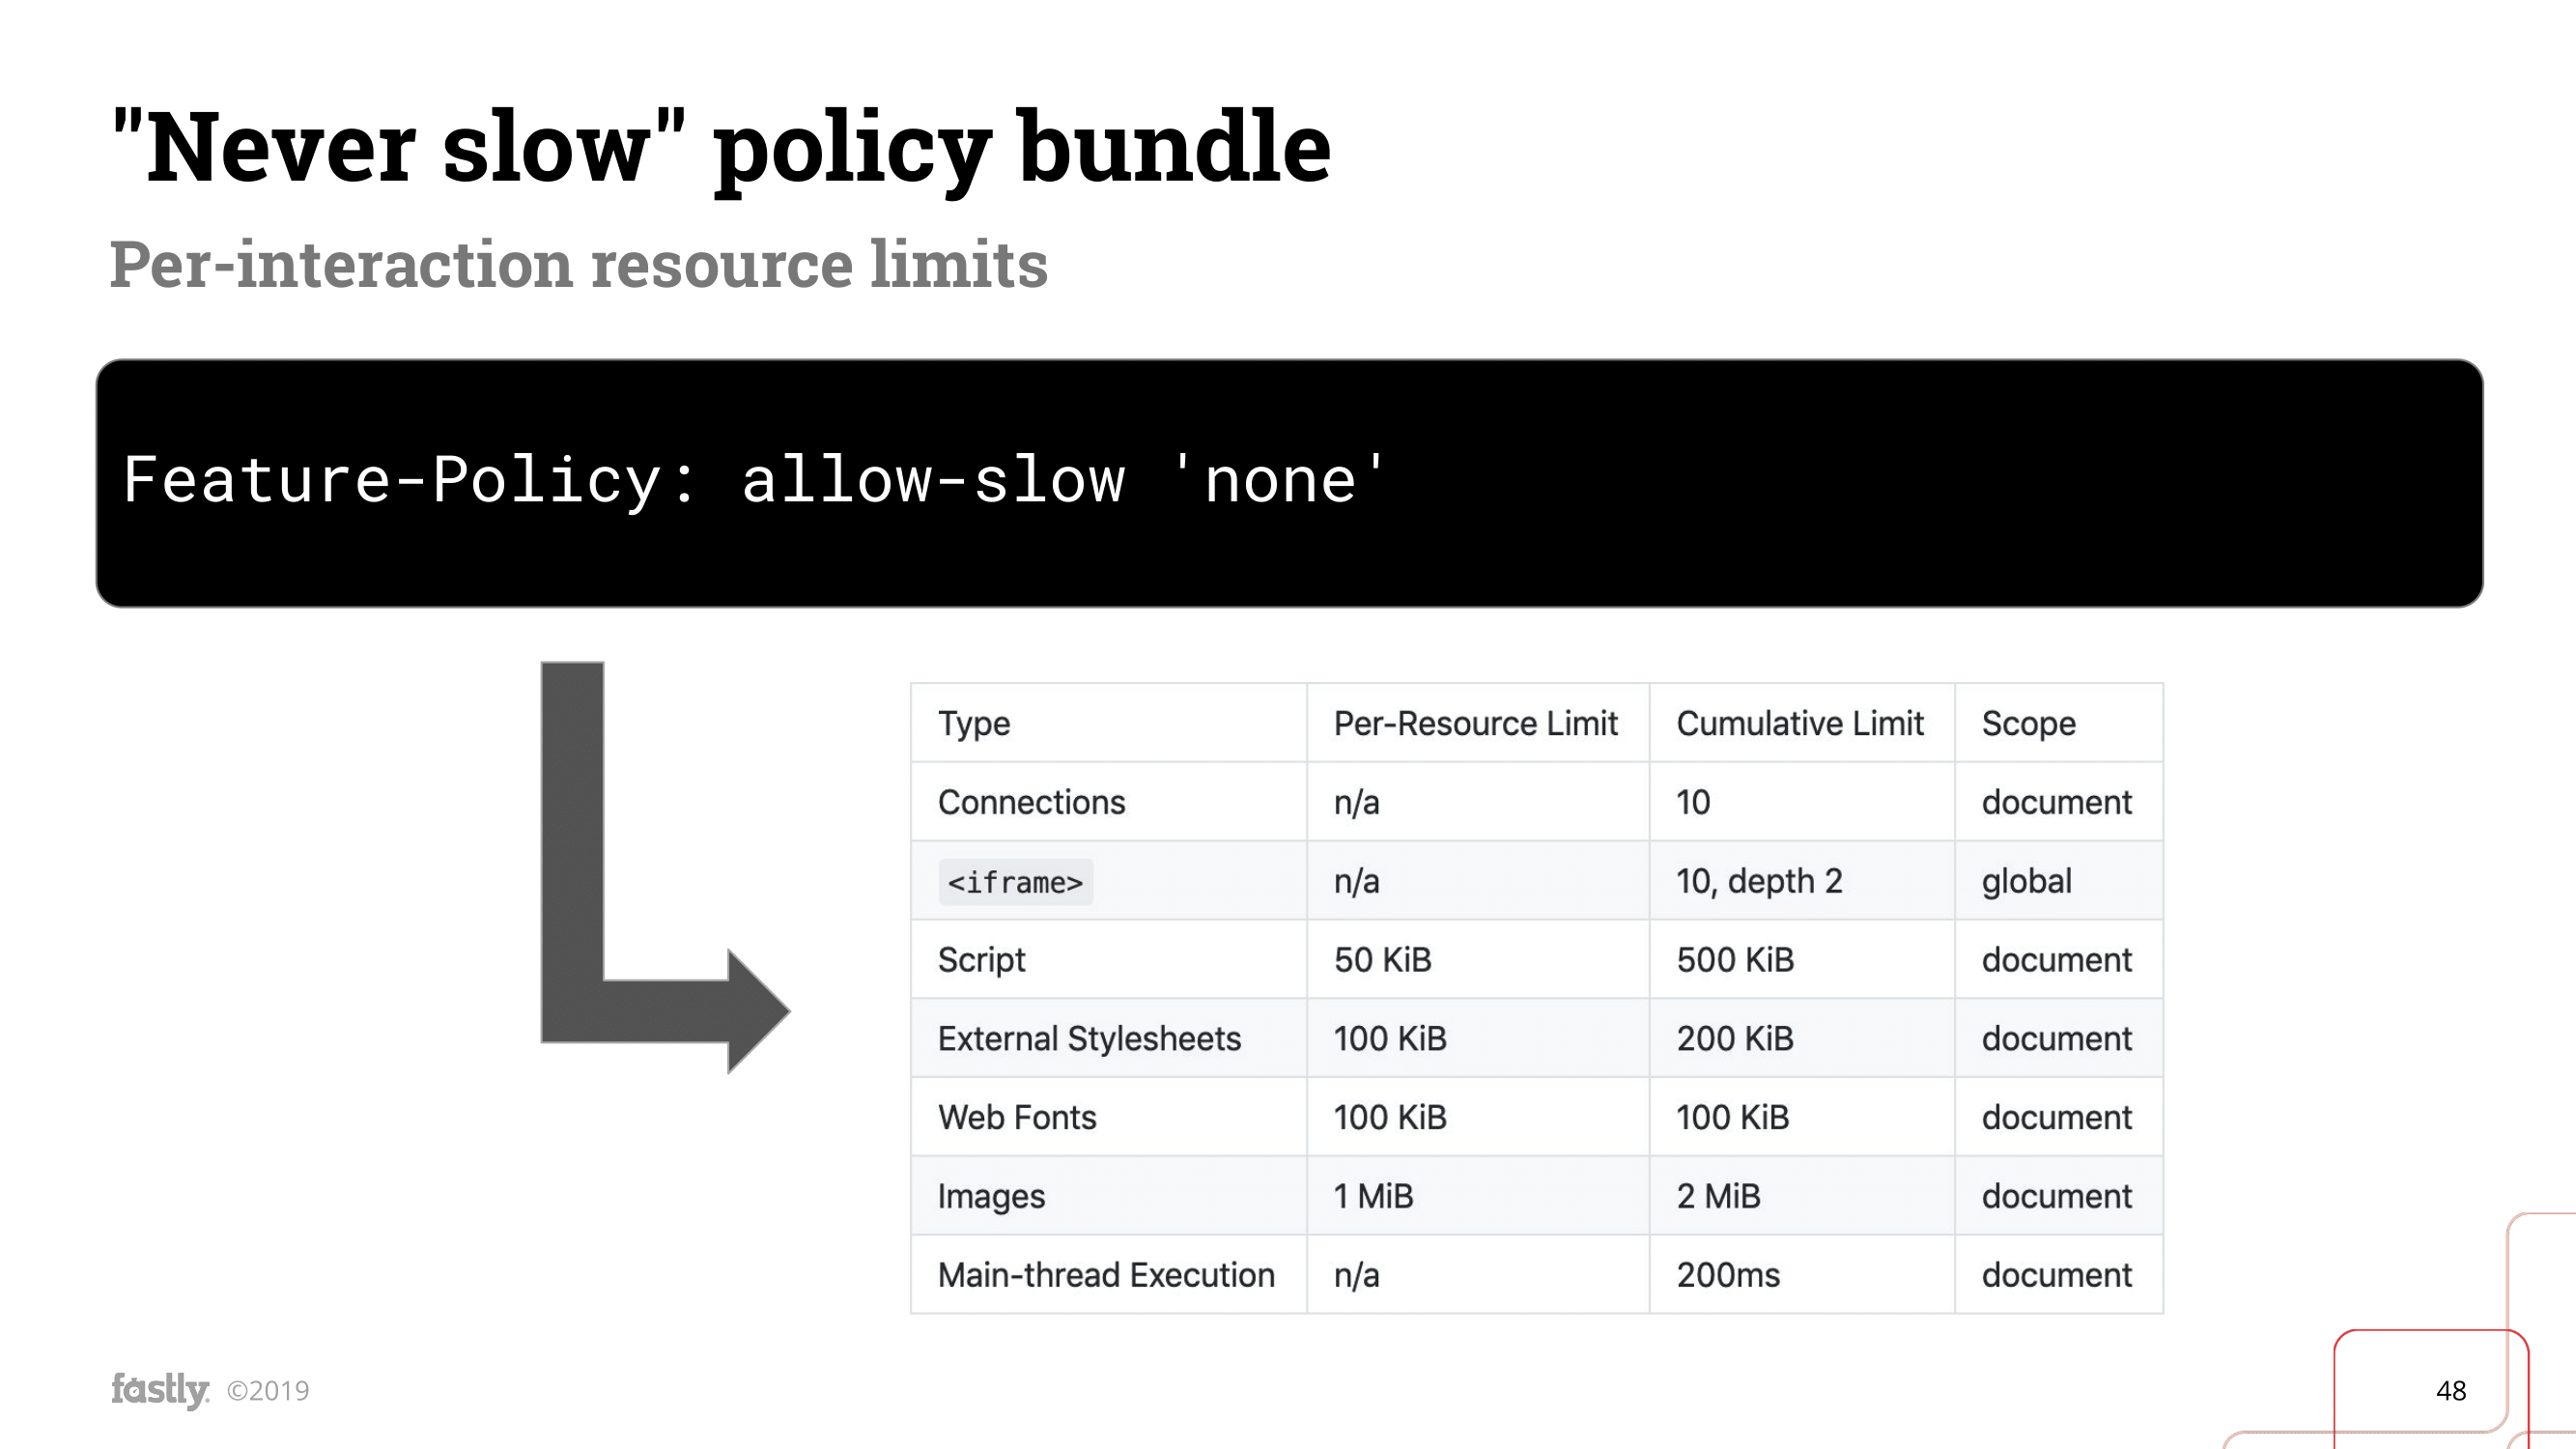 "Never slow" policy bundle
Per-interaction resource limits
Feature-Policy: allow-slow 'none'
Type Per-Resource Limit Cumulative Limit Scope
Connections n/a 10 document
<iframe> n/a 10, depth 2 global
Script 50 KiB 500 KiB document
External Stylesheets 100 KiB 200 KiB document
Web Fonts 100 KiB 100 KiB document
Images 1 MiB 2 MiB document
Main-thread Execution n/a 200ms document
fastly ©2019
48